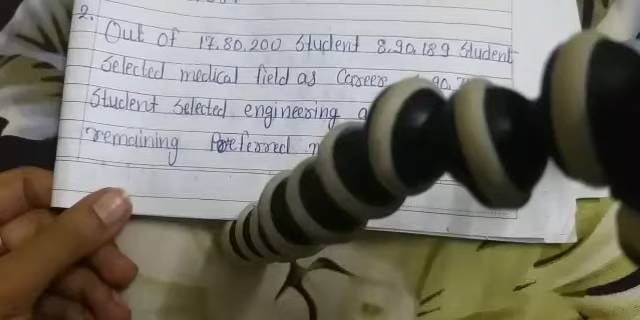 2.
Out of 17,80,200 Student 8,90,189 Student
Selected medical field as Career
Student Selected engineering
remaining Preferred